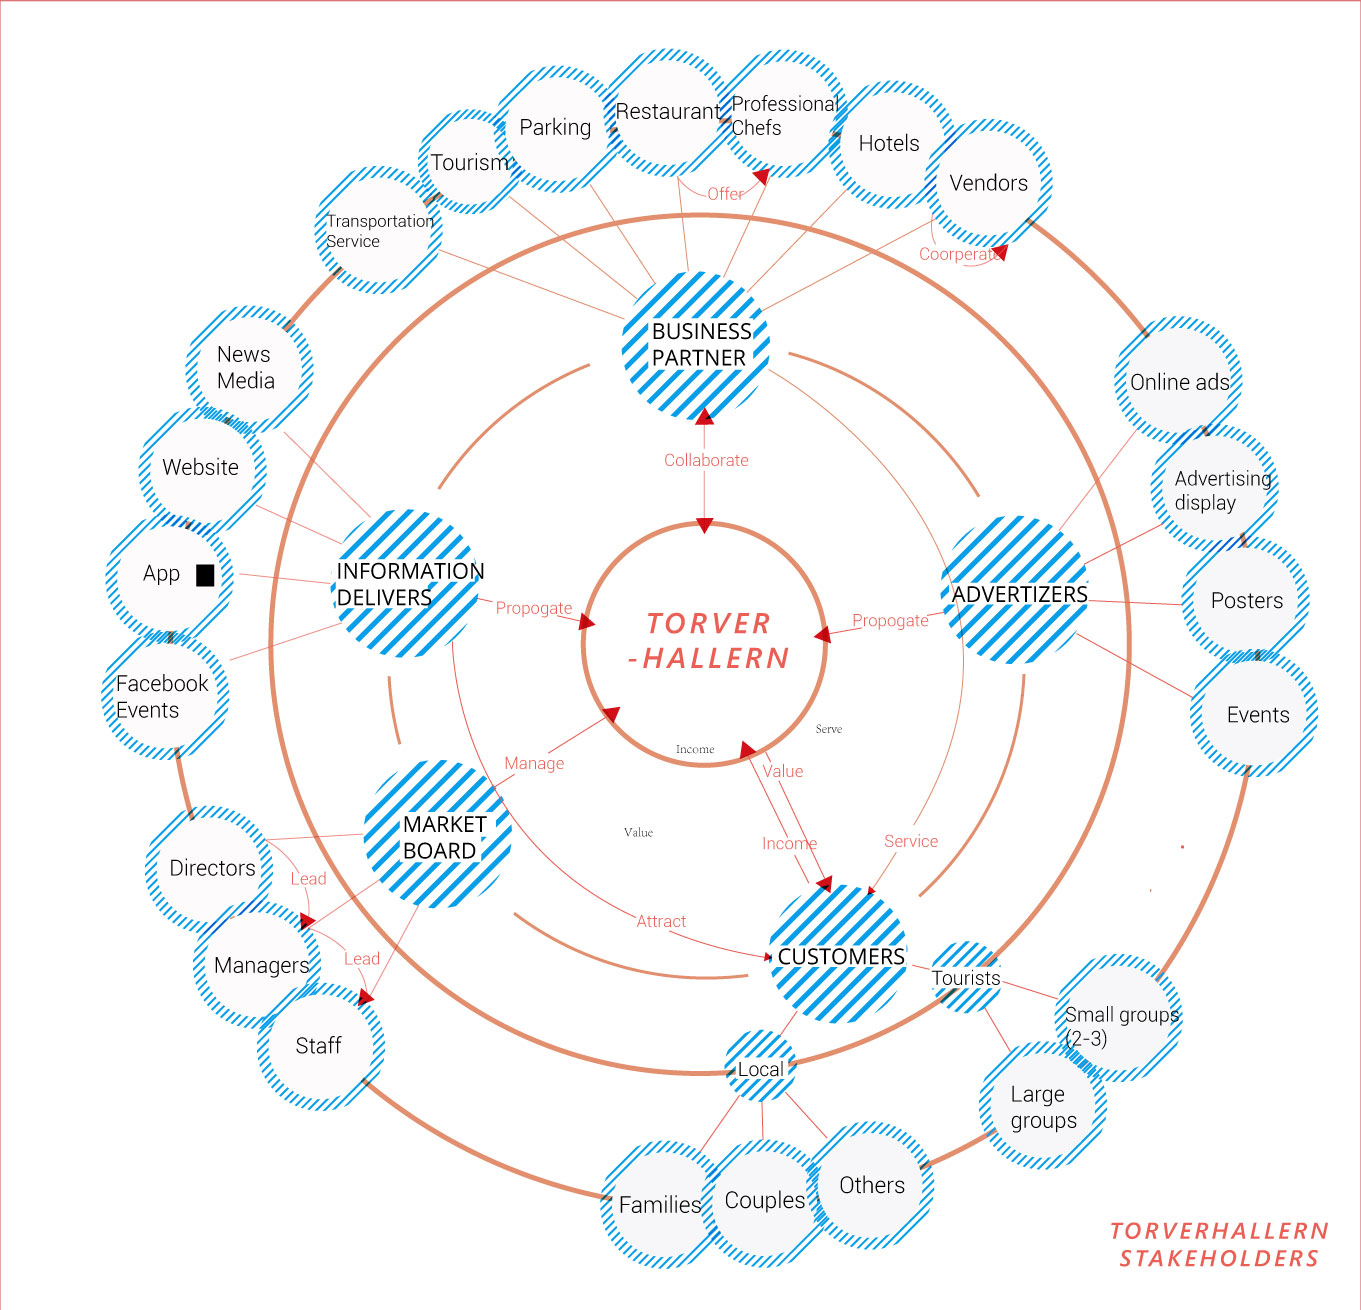 Restaurant
Professional
Chefs
Parking
Hotels
Tourism
Vendors
Offer
Transportation
Service
Coorperate
BUSINESS
PARTNER
News
Media
Online ads
Collaborate
Website
Advertising
display
App
INFORMATION
DELIVERS
ADVERTIZERS
Posters
Propogate
Propogate
TORVER
-HALLERN
Facebook
Events
Events
Serve
Income
Manage
Value
MARKET
BOARD
Value
Income
Service
Directors
Lead
Attract
Managers
Lead
CUSTOMERS
Tourists
Small groups
(2-3)
Staff
Local
Large
groups
Families
Couples
Others
TORVERHALLERN
STAKEHOLDERS